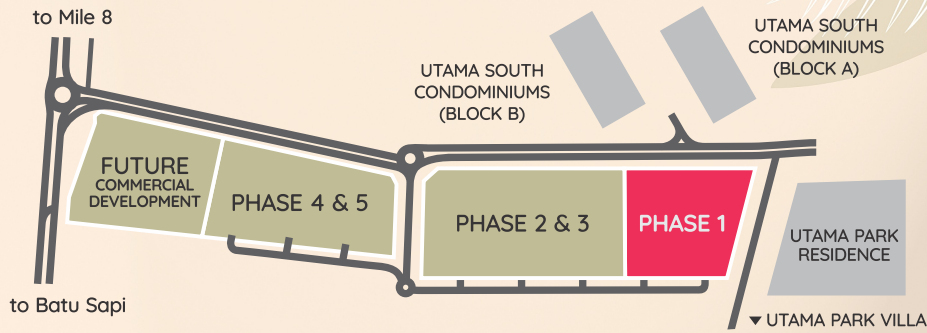 to Mile 8
UTAMA SOUTH
CONDOMINIUMS
(BLOCK A)
UTAMA SOUTH
CONDOMINIUMS
(BLOCK B)
FUTURE
COMMERCIAL
DEVELOPMENT
PHASE 4 & 5
PHASE 2 & 3
PHASE 1
UTAMA PARK
RESIDENCE
to Batu Sapi
▼ UTAMA PARK VILLA